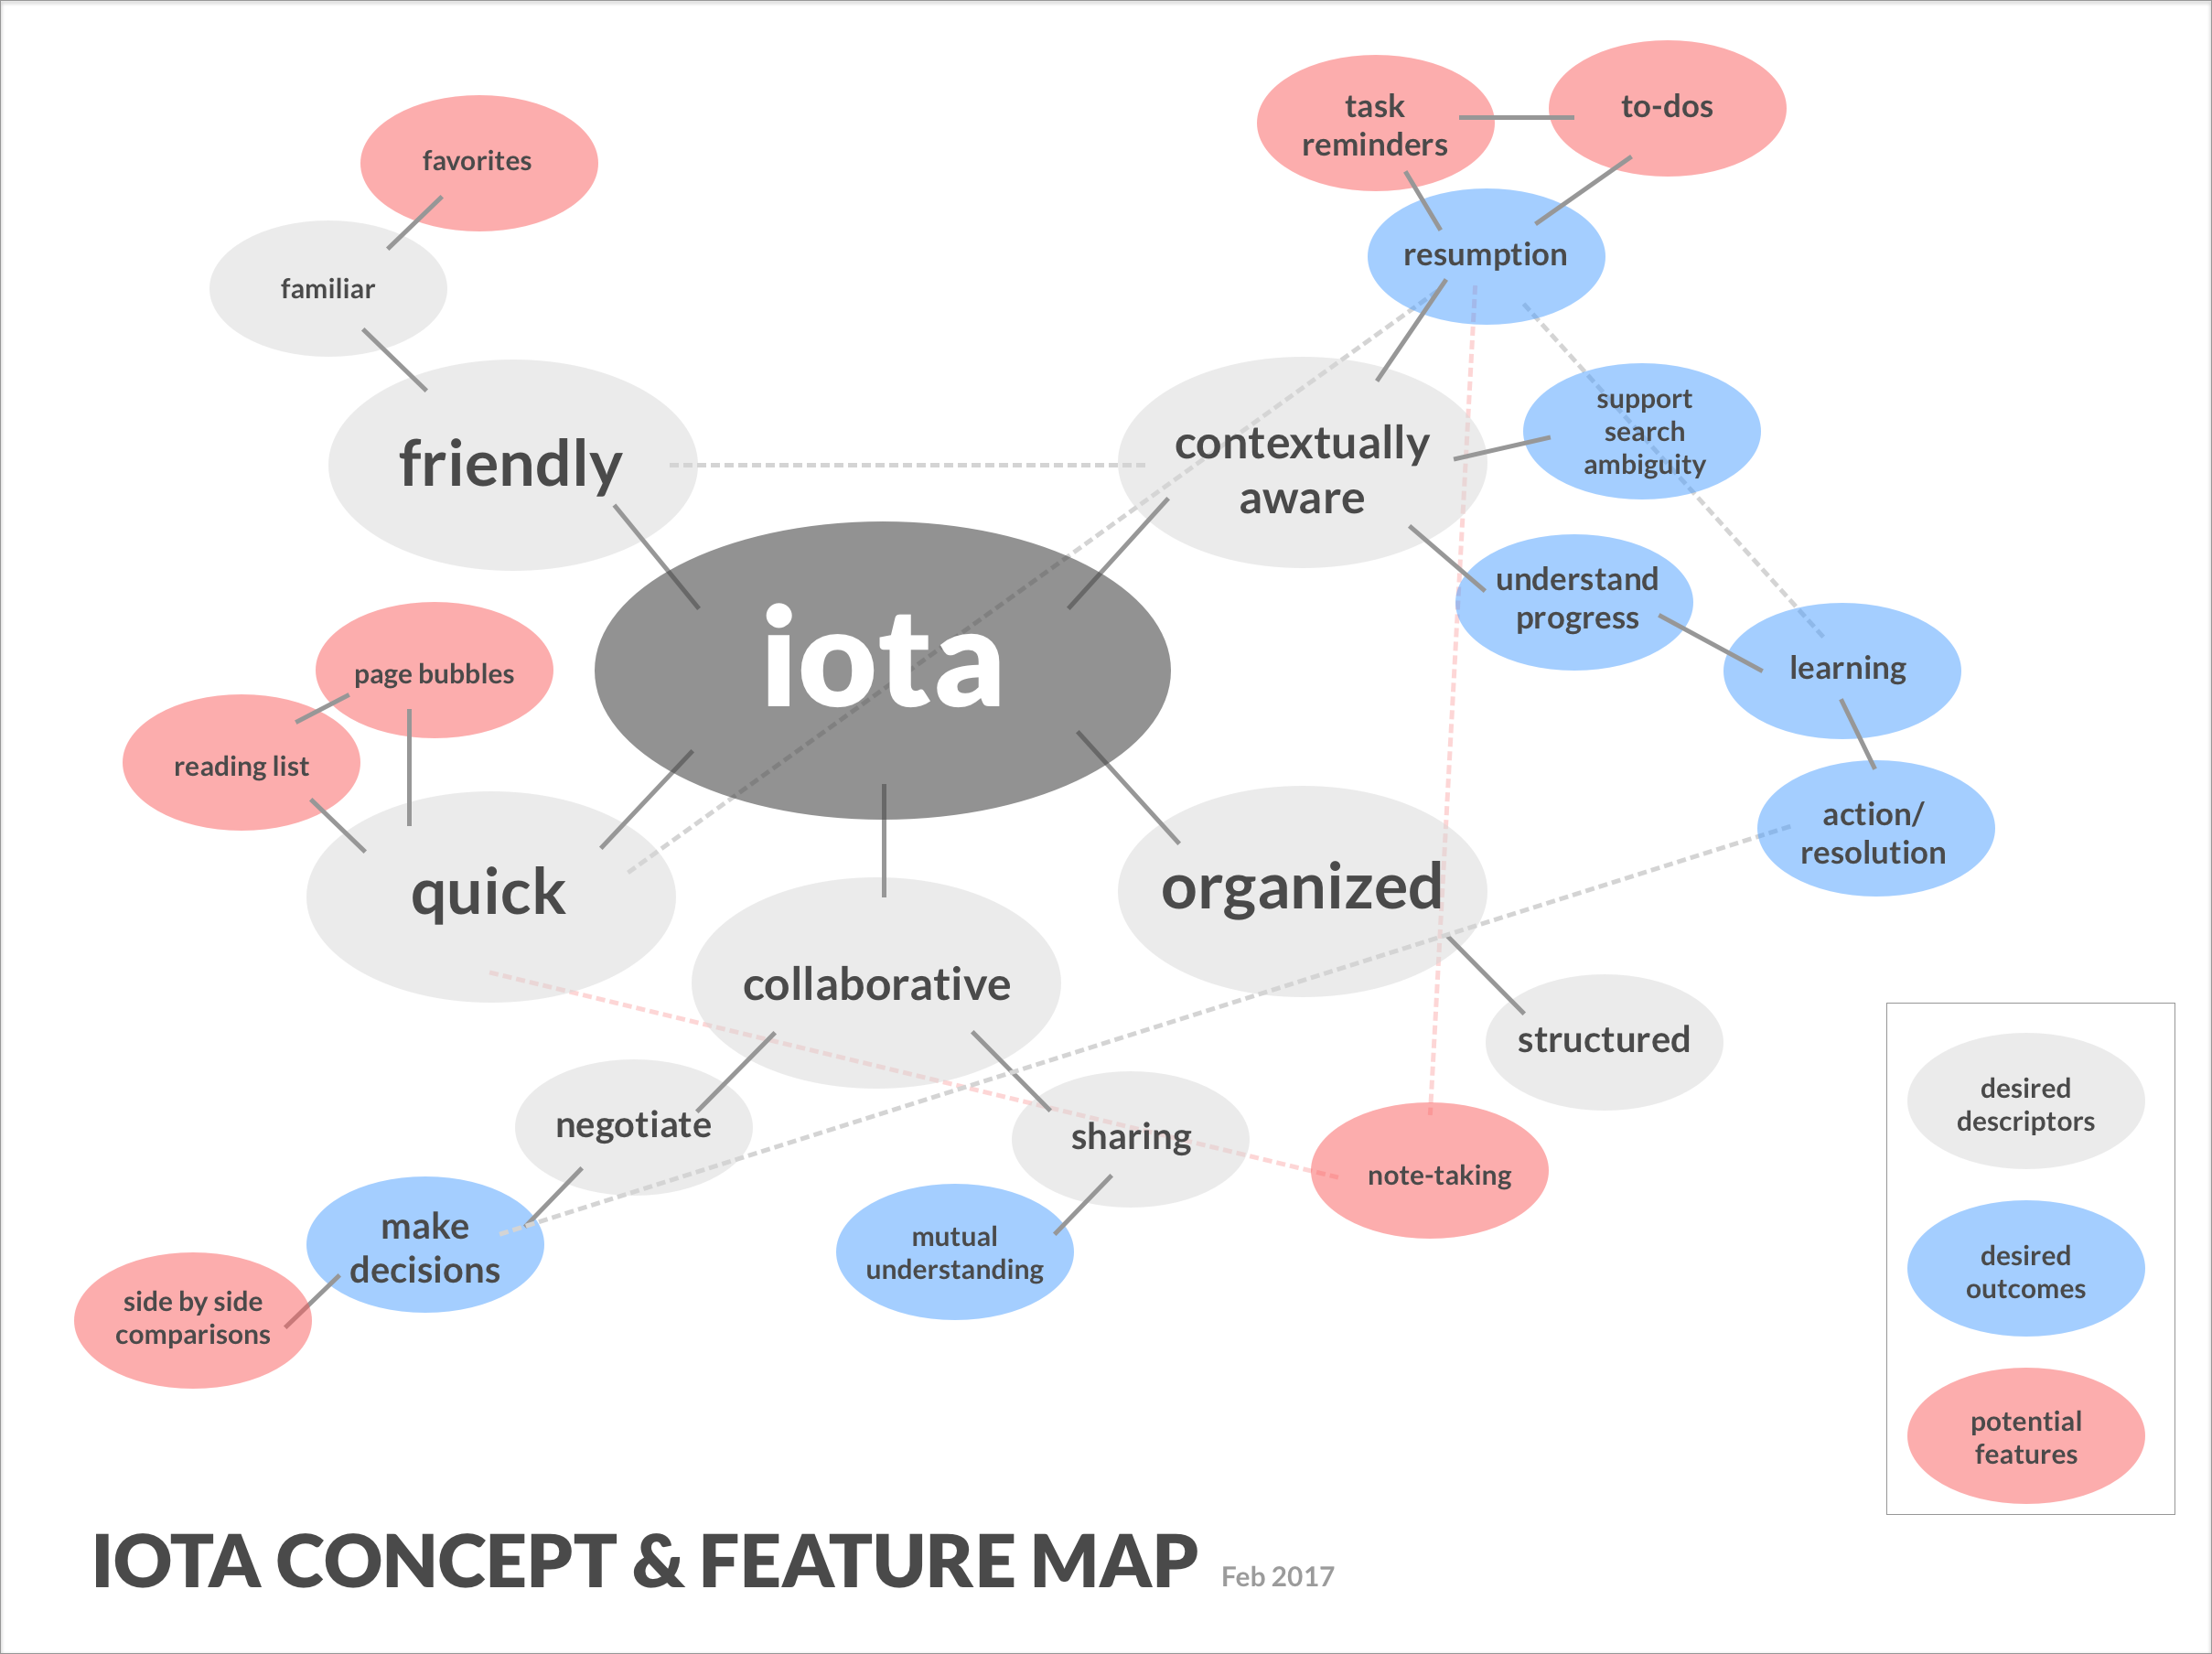 task
reminders
to-dos
favorites
resumption
familiar
support
search
ambiguity
friendly
contextually
aware
understand
progress
iota
learning
page bubbles
reading list
action/
resolution
quick
organized
collaborative
structured
negotiate
sharing
note-taking
make
decisions
mutual
understanding
side by side
comparisons
desired
descriptors
desired
outcomes
potential
features
IOTA CONCEPT & FEATURE MAP Feb 2017